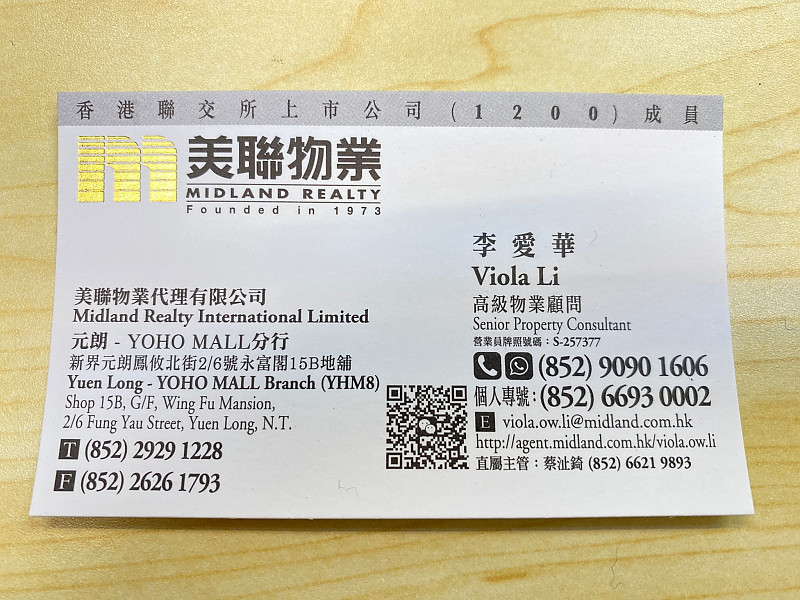 香港聯交所上市公司(1200)成員
美聯物業
MIDLAND REALTY
Founded in 1973
李愛華
Viola Li
高級物業顧問
Senior Property Consultant
營業員牌照號碼：S-257377
(852) 9090 1606
個人專號：(852) 6693 0002
E viola.ow.li@midland.com.hk
http://agent.midland.com.hk/viola.ow.li
直屬主管：蔡沚錡 (852) 6621 9893
美聯物業代理有限公司
Midland Realty International Limited
元朗 - YOHO MALL分行
新界元朗鳳攸北街2/6號永富閣15B地舖
Yuen Long - YOHO MALL Branch (YHM8)
Shop 15B, G/F, Wing Fu Mansion,
2/6 Fung Yau Street, Yuen Long, N.T.
T (852) 2929 1228
F (852) 2626 1793